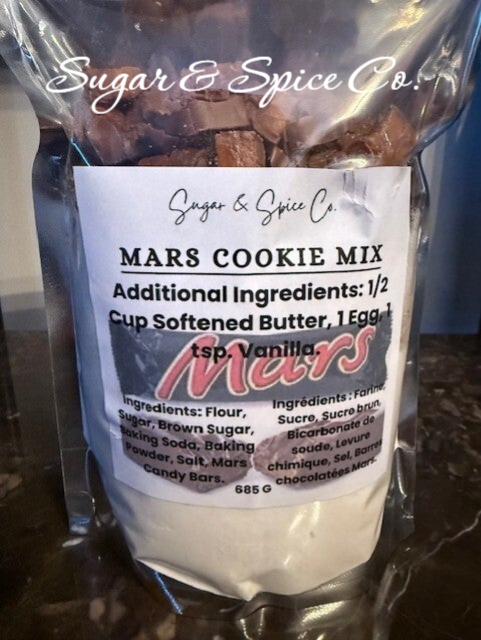 Sugar & Spice Co.
Sugar & Spice Co.
MARS COOKIE MIX
Additional Ingredients: 1/2
Cup Softened Butter, 1 Egg, 1
tsp. Vanilla.
Mars
Ingredients: Flour,
Sugar, Brown Sugar,
Baking Soda, Baking
Powder, Salt, Mars
Candy Bars.
Ingrédients : Farine,
Sucre, Sucre brun,
Bicarbonate de
soude, Levure
chimique, Sel, Barres
chocolatées Mars.
685 G